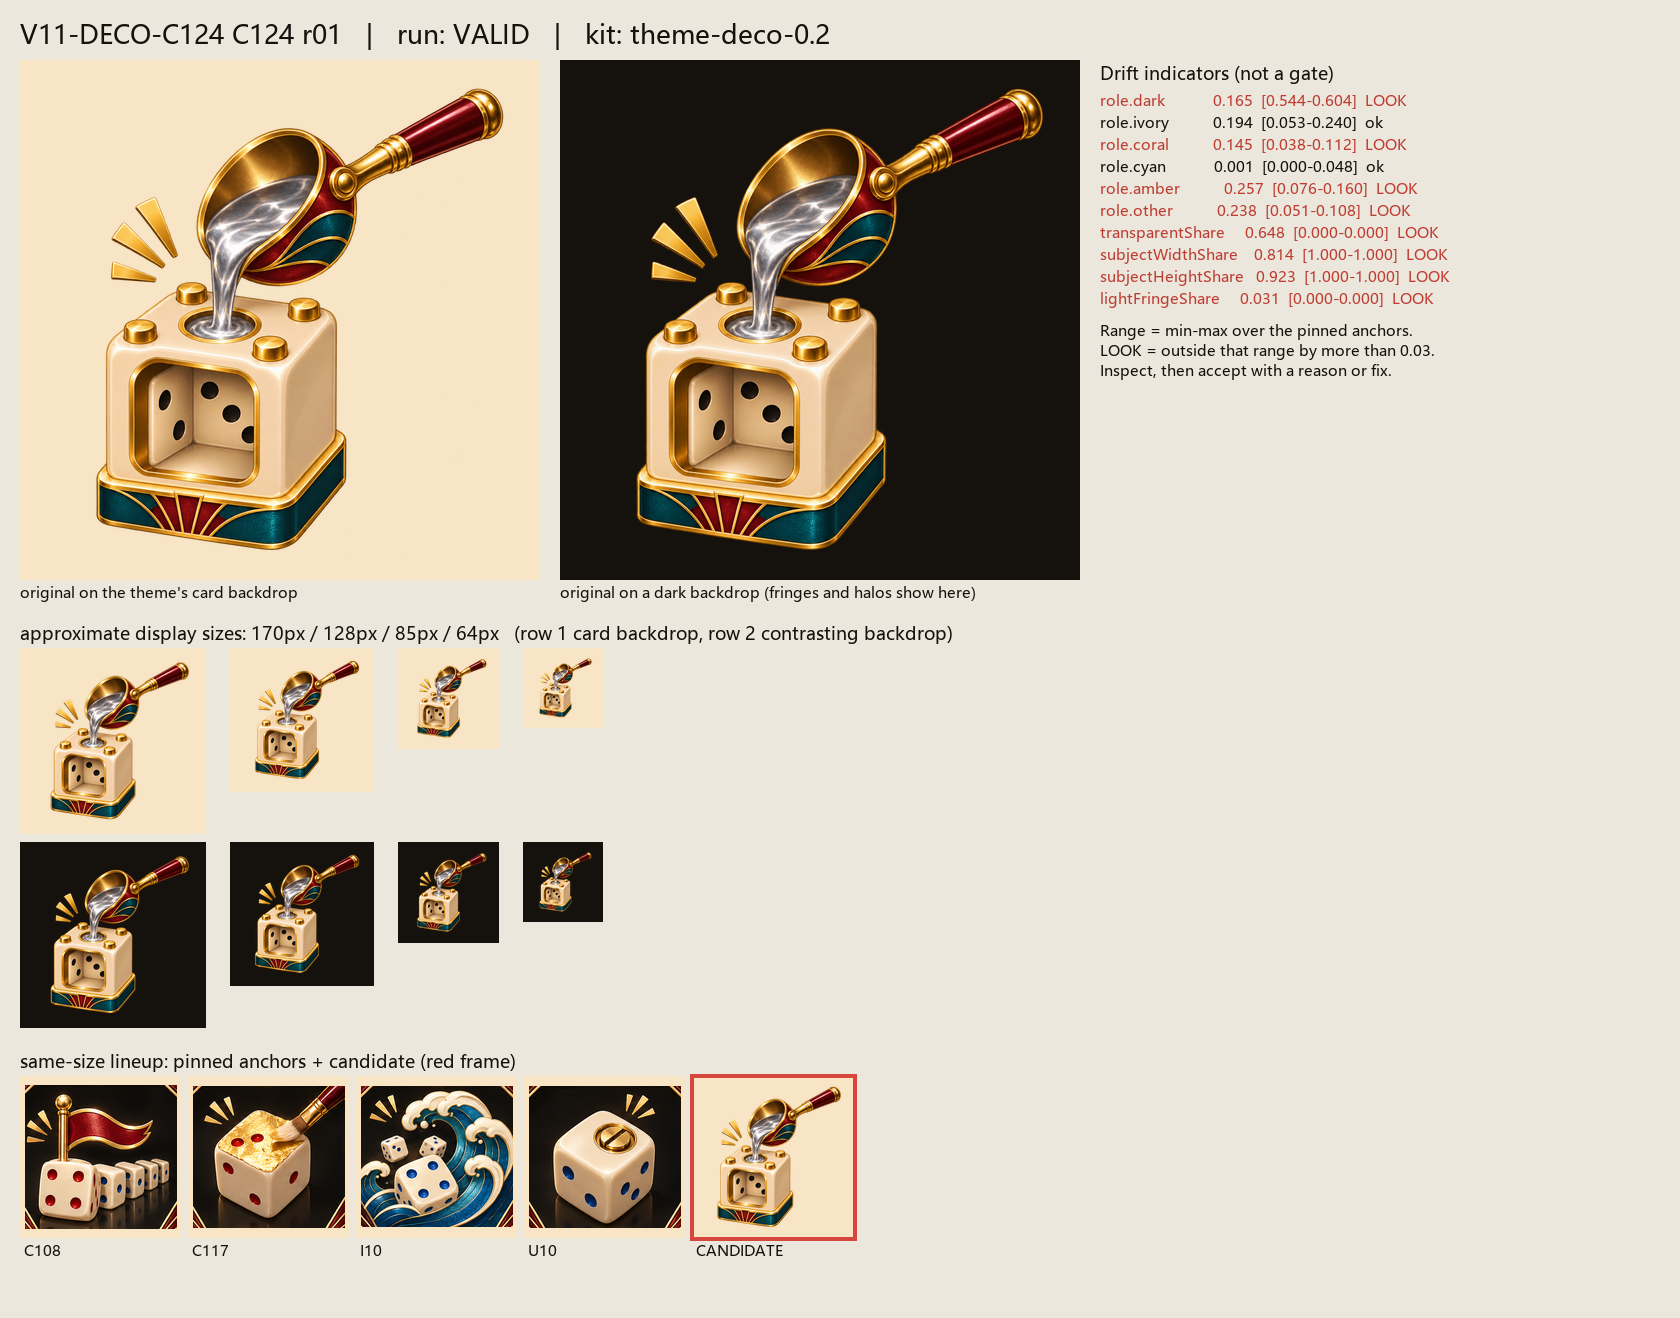 V11-DECO-C124 C124 r01 | run: VALID | kit: theme-deco-0.2
original on the theme's card backdrop
original on a dark backdrop (fringes and halos show here)
Drift indicators (not a gate)
role.dark 0.165 [0.544-0.604] LOOK
role.ivory 0.194 [0.053-0.240] ok
role.coral 0.145 [0.038-0.112] LOOK
role.cyan 0.001 [0.000-0.048] ok
role.amber 0.257 [0.076-0.160] LOOK
role.other 0.238 [0.051-0.108] LOOK
transparentShare 0.648 [0.000-0.000] LOOK
subjectWidthShare 0.814 [1.000-1.000] LOOK
subjectHeightShare 0.923 [1.000-1.000] LOOK
lightFringeShare 0.031 [0.000-0.000] LOOK
Range = min-max over the pinned anchors.
LOOK = outside that range by more than 0.03.
Inspect, then accept with a reason or fix.
approximate display sizes: 170px / 128px / 85px / 64px (row 1 card backdrop, row 2 contrasting backdrop)
same-size lineup: pinned anchors + candidate (red frame)
C108
C117
I10
U10
CANDIDATE